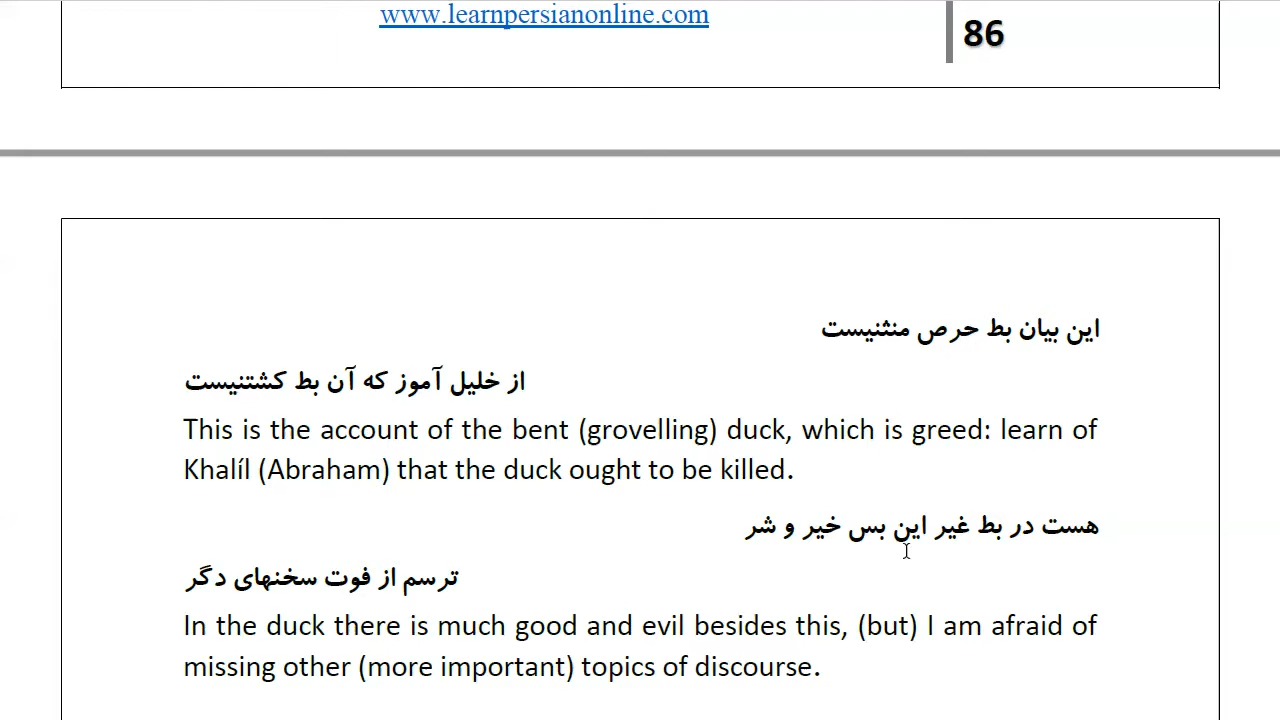 www.learnpersianonline.com
86
این بیان بط حرص منثنیست
از خلیل آموز که آن بط کشتنیست
This is the account of the bent (grovelling) duck, which is greed: learn of
Khalíl (Abraham) that the duck ought to be killed.
هست در بط غیر این بس خیر و شر
ترسم از فوت سخنهای دگر
In the duck there is much good and evil besides this, (but) I am afraid of
missing other (more important) topics of discourse.